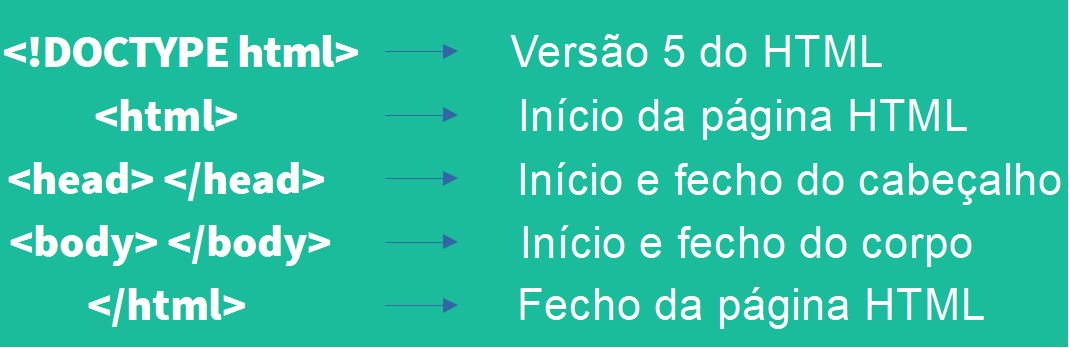 <!DOCTYPE html> Versão 5 do HTML
<html> Início da página HTML
<head> </head> Início e fecho do cabeçalho
<body> </body> Início e fecho do corpo
</html> Fecho da página HTML